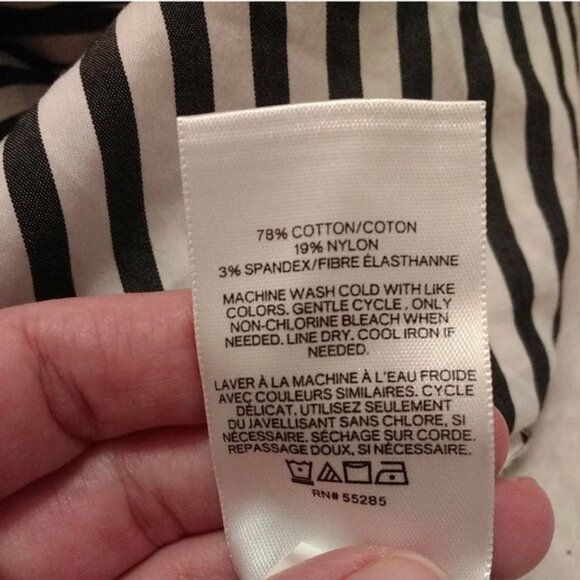 78% COTTON/COTON
19% NYLON
3% SPANDEX/FIBRE ÉLASTHANNE
MACHINE WASH COLD WITH LIKE
COLORS. GENTLE CYCLE. ONLY
NON-CHLORINE BLEACH WHEN
NEEDED. LINE DRY. COOL IRON IF
NEEDED.
LAVER À LA MACHINE À L'EAU FROIDE
AVEC COULEURS SIMILAIRES. CYCLE
DÉLICAT. UTILISEZ SEULEMENT
DU JAVELLISANT SANS CHLORE, SI
NÉCESSAIRE. SÉCHAGE SUR CORDE.
REPASSAGE DOUX, SI NÉCESSAIRE.
RN# 55285